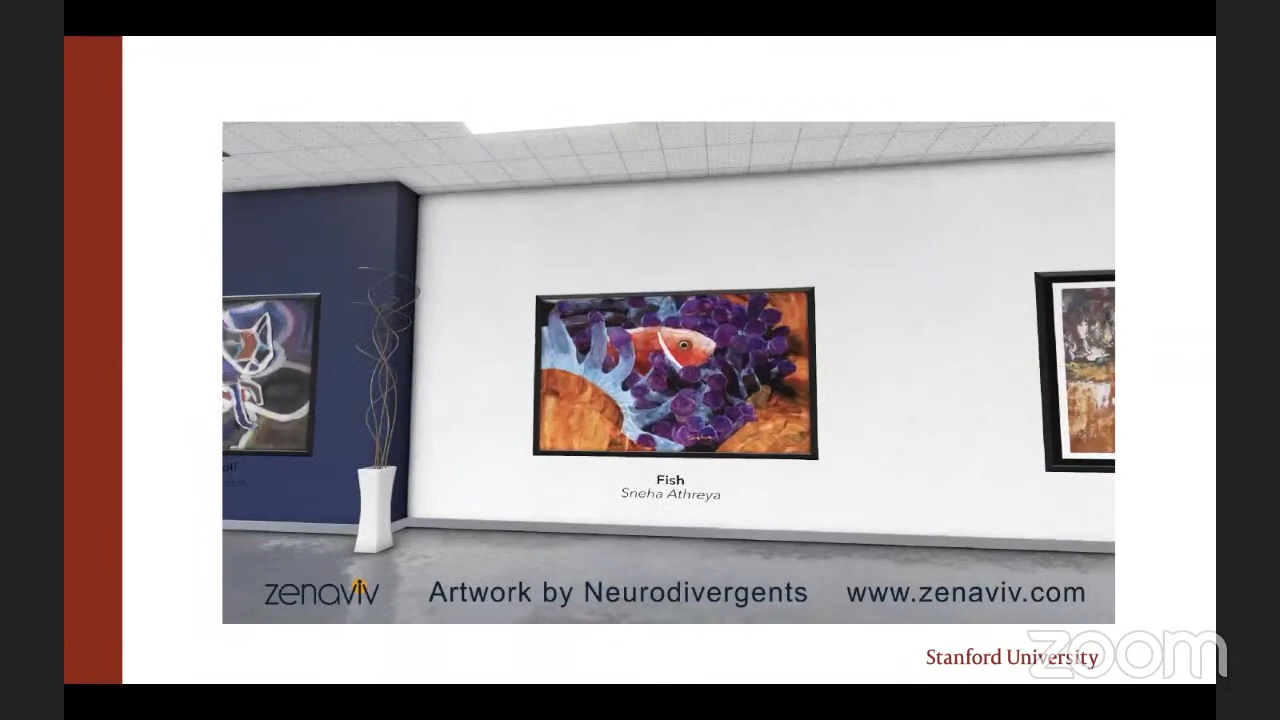 Fish
Sneha Athreya
zenaviv
Artwork by Neurodivergents
www.zenaviv.com
Stanford University
zoom